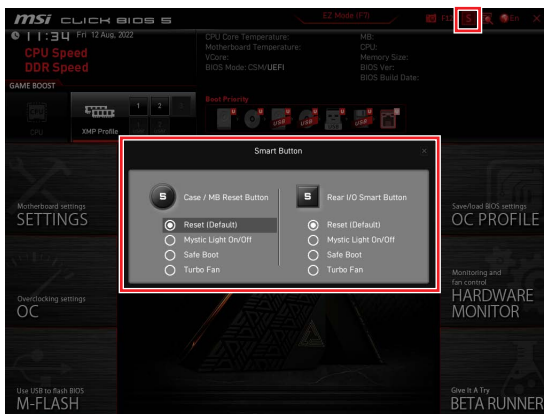 msi CLICK BIOS 5
EZ Mode (F7)
F12
S
En
X
11:34 Fri 12 Aug, 2022
CPU Speed
DDR Speed
CPU Core Temperature:
Motherboard Temperature:
VCore:
BIOS Mode: CSM/UEFI
MB:
CPU:
Memory Size:
BIOS Ver:
BIOS Build Date:
GAME BOOST
CPU
XMP Profile
1 2
Boot Priority
U U U U U
USB USB USB
Smart Button
×
S Case / MB Reset Button
Reset (Default)
Mystic Light On/Off
Safe Boot
Turbo Fan
S Rear I/O Smart Button
Reset (Default)
Mystic Light On/Off
Safe Boot
Turbo Fan
Motherboard settings
SETTINGS
Overclocking settings
OC
Use USB to flash BIOS
M-FLASH
Save/load BIOS settings
OC PROFILE
Monitoring and
fan control
HARDWARE
MONITOR
Give It A Try
BETA RUNNER